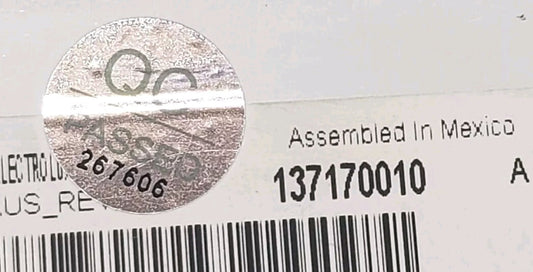 QC
PASSED
267606
Assembled In Mexico
137170010 A